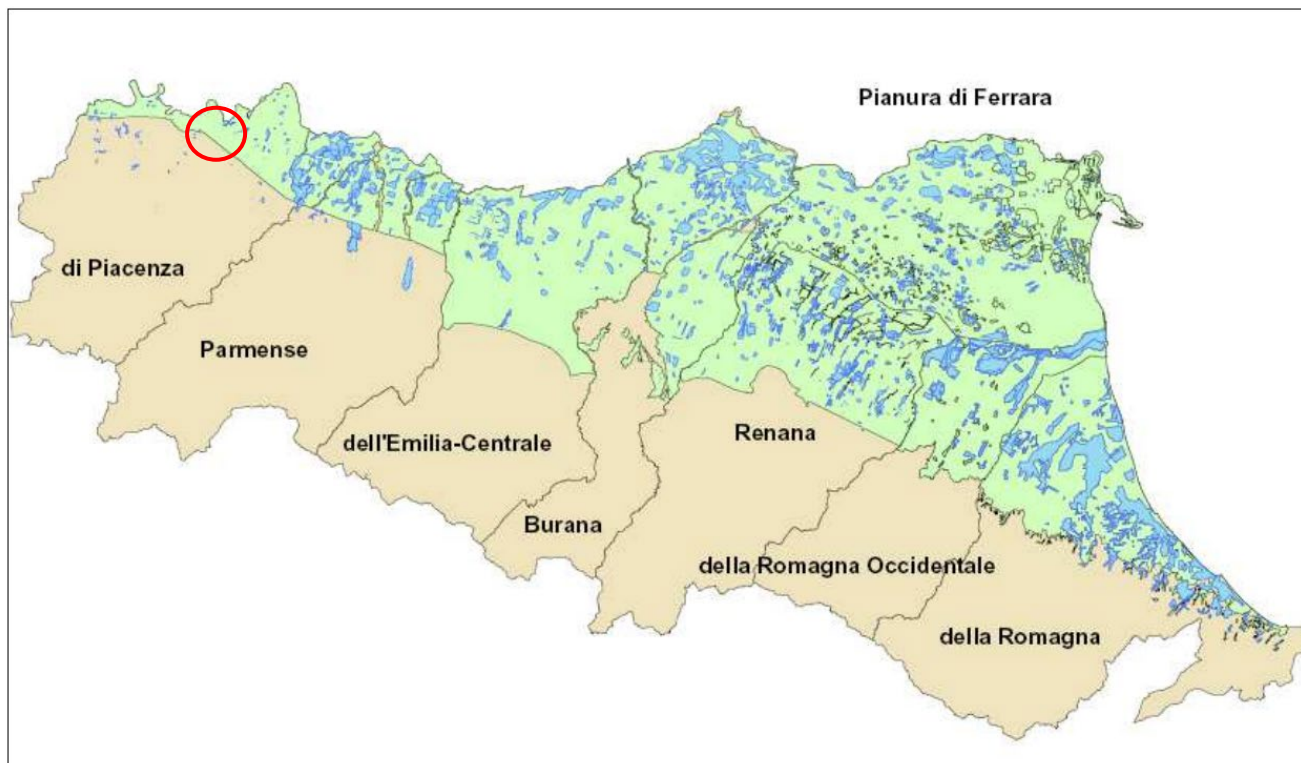 Pianura di Ferrara
di Piacenza
Parmense
dell'Emilia-Centrale
Renana
Burana
della Romagna Occidentale
della Romagna